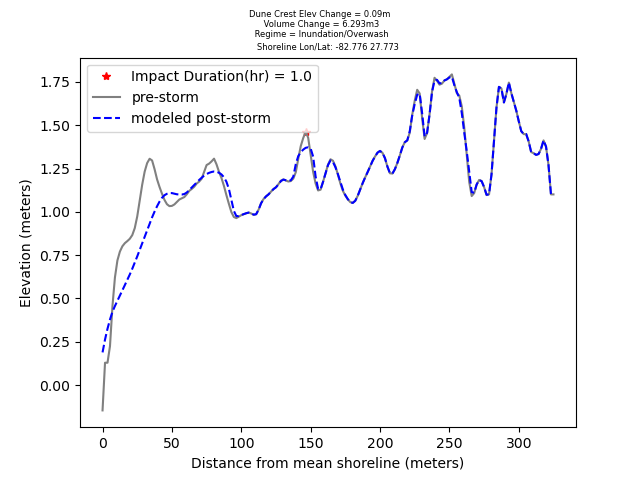 Dune Crest Elev Change = 0.09m
Volume Change = 6.293m3
Regime = Inundation/Overwash
Shoreline Lon/Lat: -82.776 27.773
Impact Duration(hr) = 1.0
pre-storm
modeled post-storm
1.75
1.50
1.25
1.00
0.75
0.50
0.25
0.00
Elevation (meters)
0 50 100 150 200 250 300
Distance from mean shoreline (meters)